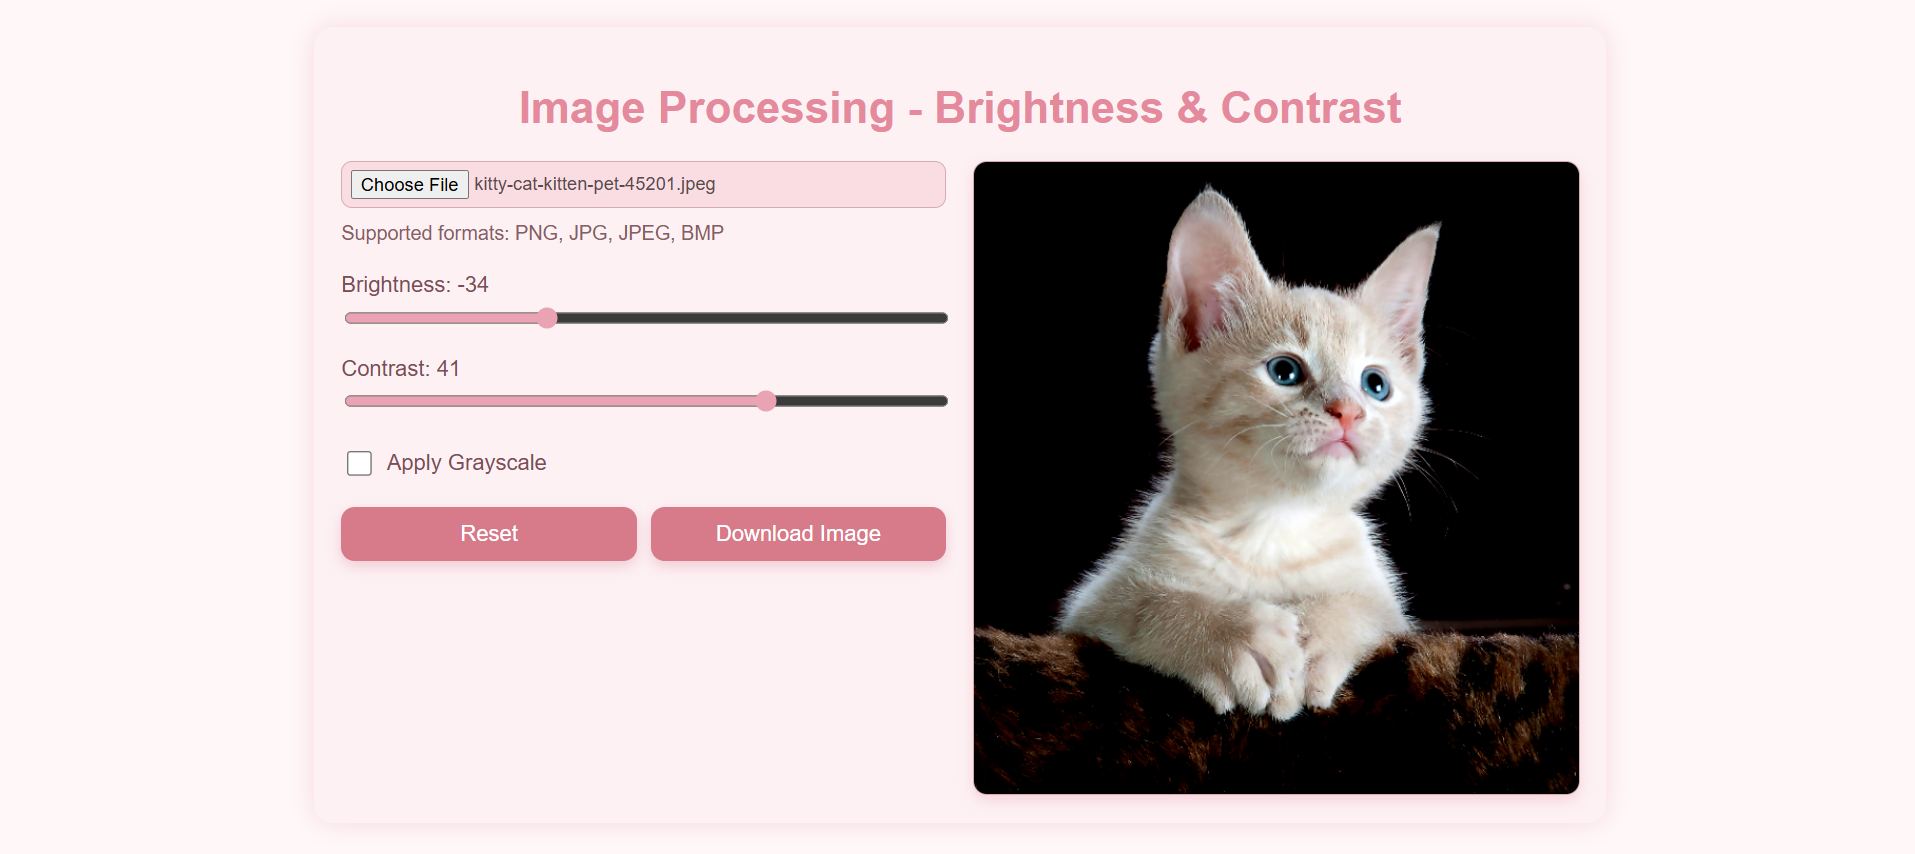 Image Processing - Brightness & Contrast
Choose File kitty-cat-kitten-pet-45201.jpeg
Supported formats: PNG, JPG, JPEG, BMP
Brightness: -34
Contrast: 41
Apply Grayscale
Reset
Download Image